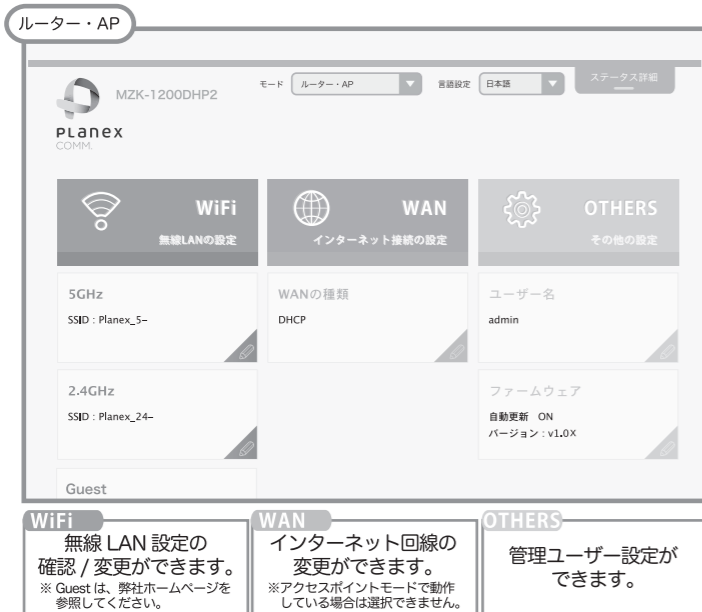 ルーター・AP
PLANEX
COMM.
MZK-1200DHP2
モード ルーター・AP
言語設定 日本語
ステータス詳細
WiFi
無線LANの設定
WAN
インターネット接続の設定
OTHERS
その他の設定
5GHz
SSID : Planex_5–
WANの種類
DHCP
ユーザー名
admin
2.4GHz
SSID : Planex_24–
ファームウェア
自動更新 ON
バージョン : v1.0X
Guest
WiFi
無線 LAN 設定の
確認 / 変更ができます。
※ Guest は、弊社ホームページを
参照してください。
WAN
インターネット回線の
変更ができます。
※アクセスポイントモードで動作
している場合は選択できません。
OTHERS
管理ユーザー設定が
できます。